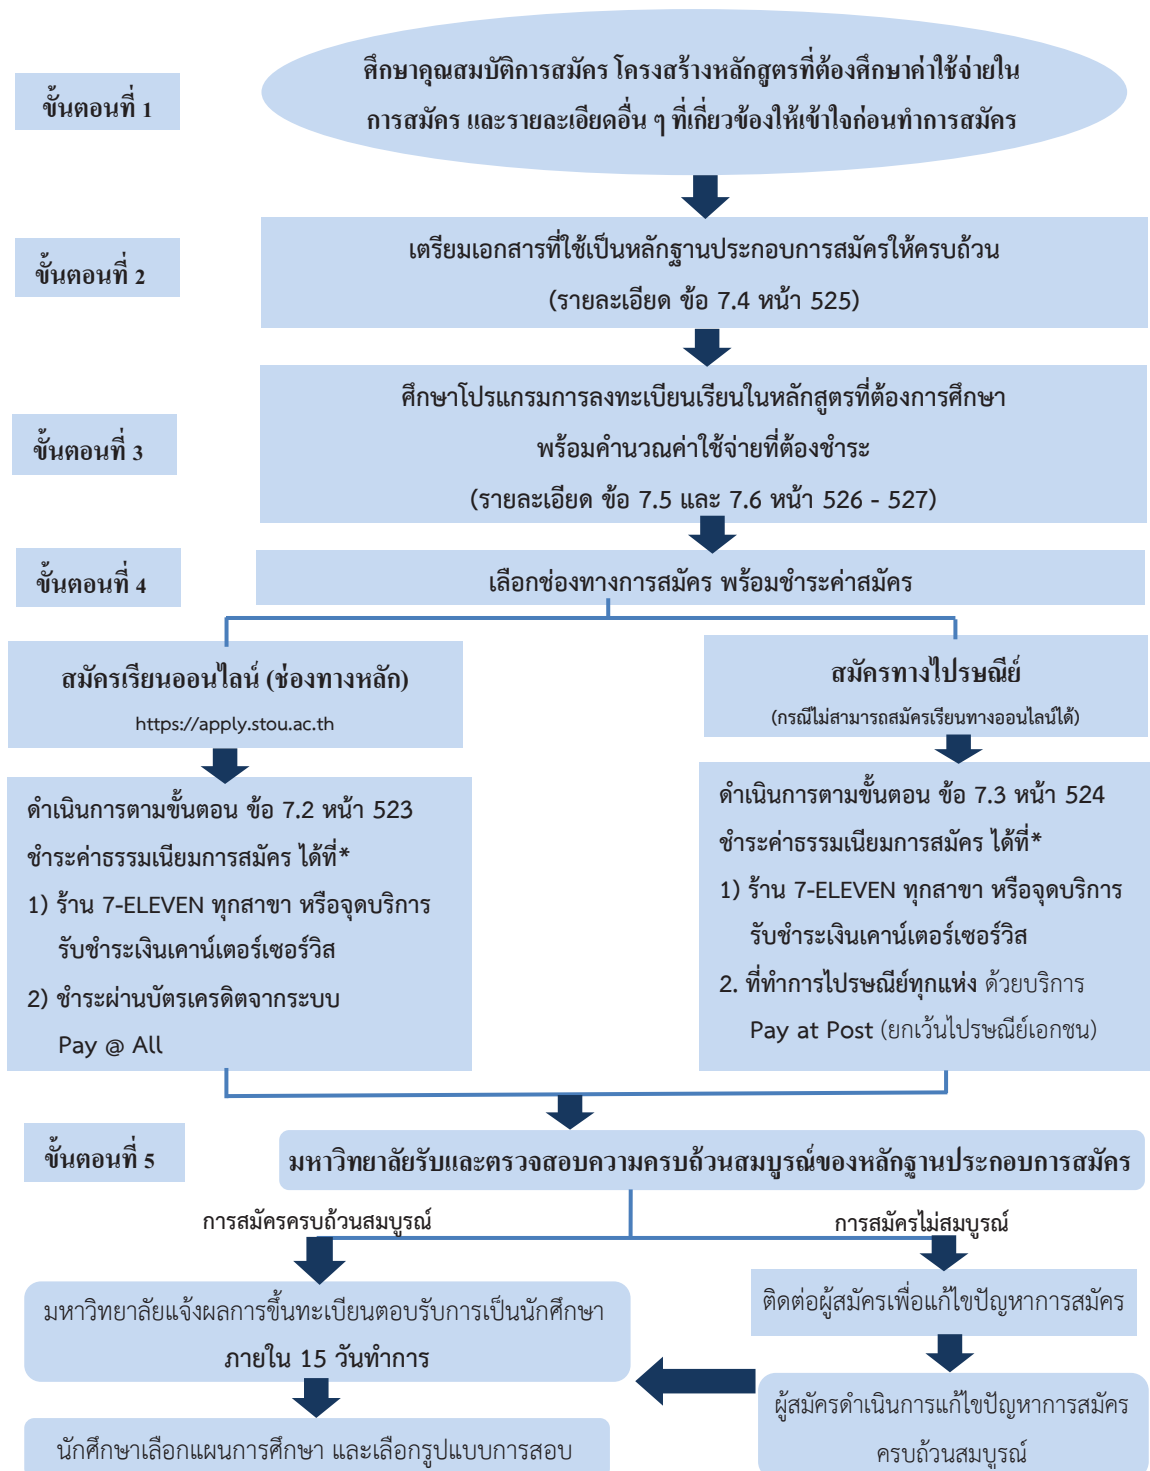 ขั้นตอนที่ 1
ศึกษาคุณสมบัติการสมัคร โครงสร้างหลักสูตรที่ต้องศึกษาค่าใช้จ่ายใน
การสมัคร และรายละเอียดอื่น ๆ ที่เกี่ยวข้องให้เข้าใจก่อนทำการสมัคร
ขั้นตอนที่ 2
เตรียมเอกสารที่ใช้เป็นหลักฐานประกอบการสมัครให้ครบถ้วน
(รายละเอียด ข้อ 7.4 หน้า 525)
ขั้นตอนที่ 3
ศึกษาโปรแกรมการลงทะเบียนเรียนในหลักสูตรที่ต้องการศึกษา
พร้อมคำนวณค่าใช้จ่ายที่ต้องชำระ
(รายละเอียด ข้อ 7.5 และ 7.6 หน้า 526 - 527)
ขั้นตอนที่ 4
เลือกช่องทางการสมัคร พร้อมชำระค่าสมัคร
สมัครเรียนออนไลน์ (ช่องทางหลัก)
https://apply.stou.ac.th
ดำเนินการตามขั้นตอน ข้อ 7.2 หน้า 523
ชำระค่าธรรมเนียมการสมัคร ได้ที่*
1) ร้าน 7-ELEVEN ทุกสาขา หรือจุดบริการ
รับชำระเงินเคาน์เตอร์เซอร์วิส
2) ชำระผ่านบัตรเครดิตจากระบบ
Pay @ All
สมัครทางไปรษณีย์
(กรณีไม่สามารถสมัครเรียนทางออนไลน์ได้)
ดำเนินการตามขั้นตอน ข้อ 7.3 หน้า 524
ชำระค่าธรรมเนียมการสมัคร ได้ที่*
1) ร้าน 7-ELEVEN ทุกสาขา หรือจุดบริการ
รับชำระเงินเคาน์เตอร์เซอร์วิส
2. ที่ทำการไปรษณีย์ทุกแห่ง ด้วยบริการ
Pay at Post (ยกเว้นไปรษณีย์เอกชน)
ขั้นตอนที่ 5
มหาวิทยาลัยรับและตรวจสอบความครบถ้วนสมบูรณ์ของหลักฐานประกอบการสมัคร
การสมัครครบถ้วนสมบูรณ์
มหาวิทยาลัยแจ้งผลการขึ้นทะเบียนตอบรับการเป็นนักศึกษา
ภายใน 15 วันทำการ
นักศึกษาเลือกแผนการศึกษา และเลือกรูปแบบการสอบ
การสมัครไม่สมบูรณ์
ติดต่อผู้สมัครเพื่อแก้ไขปัญหาการสมัคร
ผู้สมัครดำเนินการแก้ไขปัญหาการสมัคร
ครบถ้วนสมบูรณ์